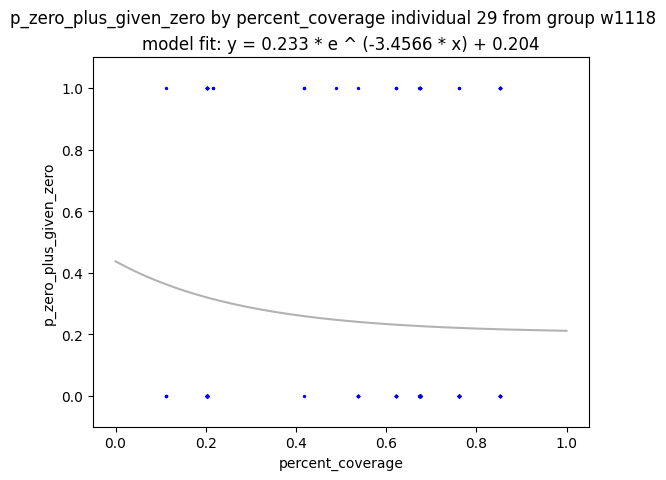 p_zero_plus_given_zero by percent_coverage individual 29 from group w1118
model fit: y = 0.233 * e ^ (-3.4566 * x) + 0.204
1.0
0.8
0.6
0.4
0.2
0.0
p_zero_plus_given_zero
0.0 0.2 0.4 0.6 0.8 1.0
percent_coverage